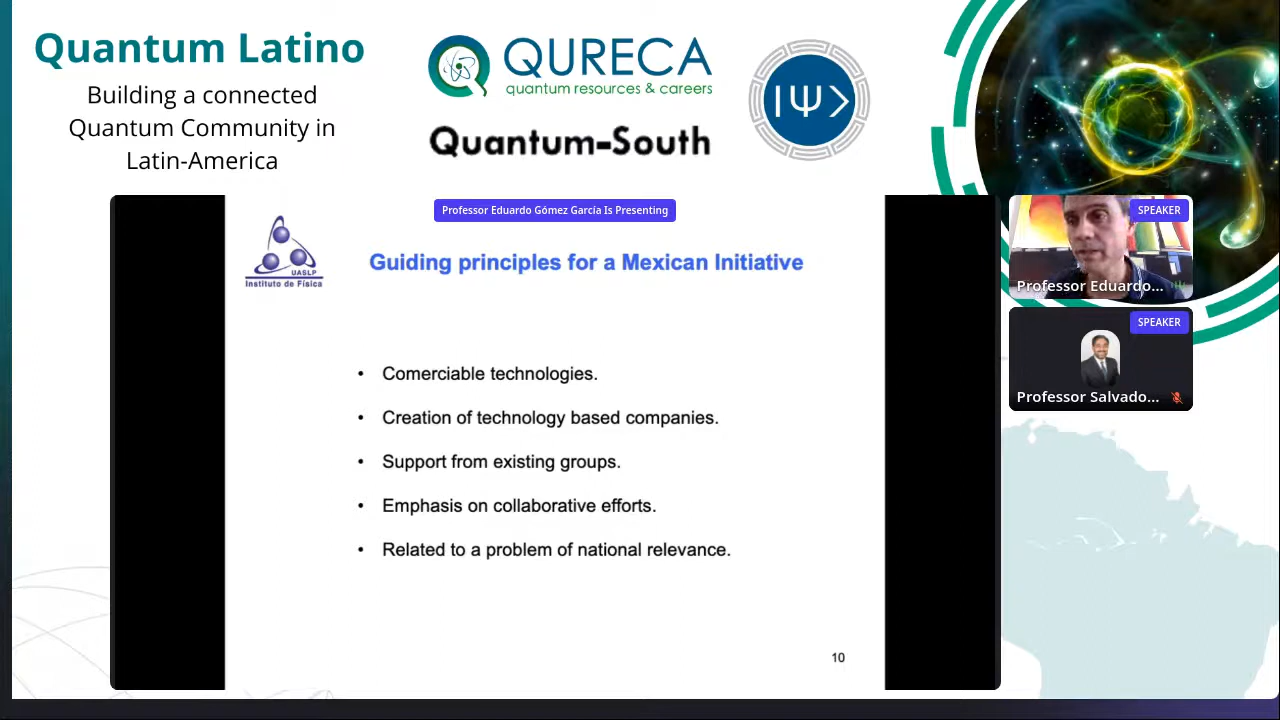 Quantum Latino
Building a connected
Quantum Community in
Latin-America
QURECA
quantum resources & careers
Quantum-South
|Ψ>
Professor Eduardo Gómez García Is Presenting
UASLP
Instituto de Física
Guiding principles for a Mexican Initiative
• Comerciable technologies.
• Creation of technology based companies.
• Support from existing groups.
• Emphasis on collaborative efforts.
• Related to a problem of national relevance.
10
SPEAKER
Professor Eduardo...
SPEAKER
Professor Salvado...